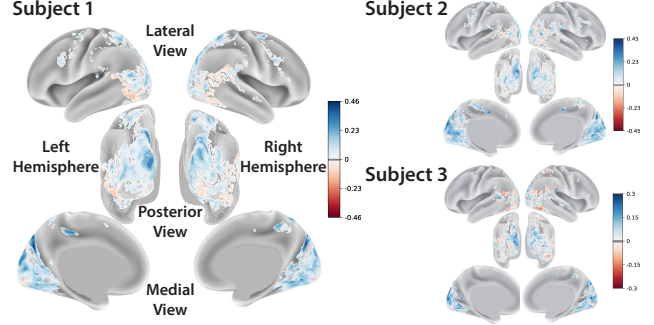 Subject 1
Lateral
View
Left
Hemisphere
Right
Hemisphere
Posterior
View
Medial
View
0.46
0.23
0
-0.23
-0.46
Subject 2
0.45
0.23
0
-0.23
-0.45
Subject 3
0.3
0.15
0
-0.15
-0.3